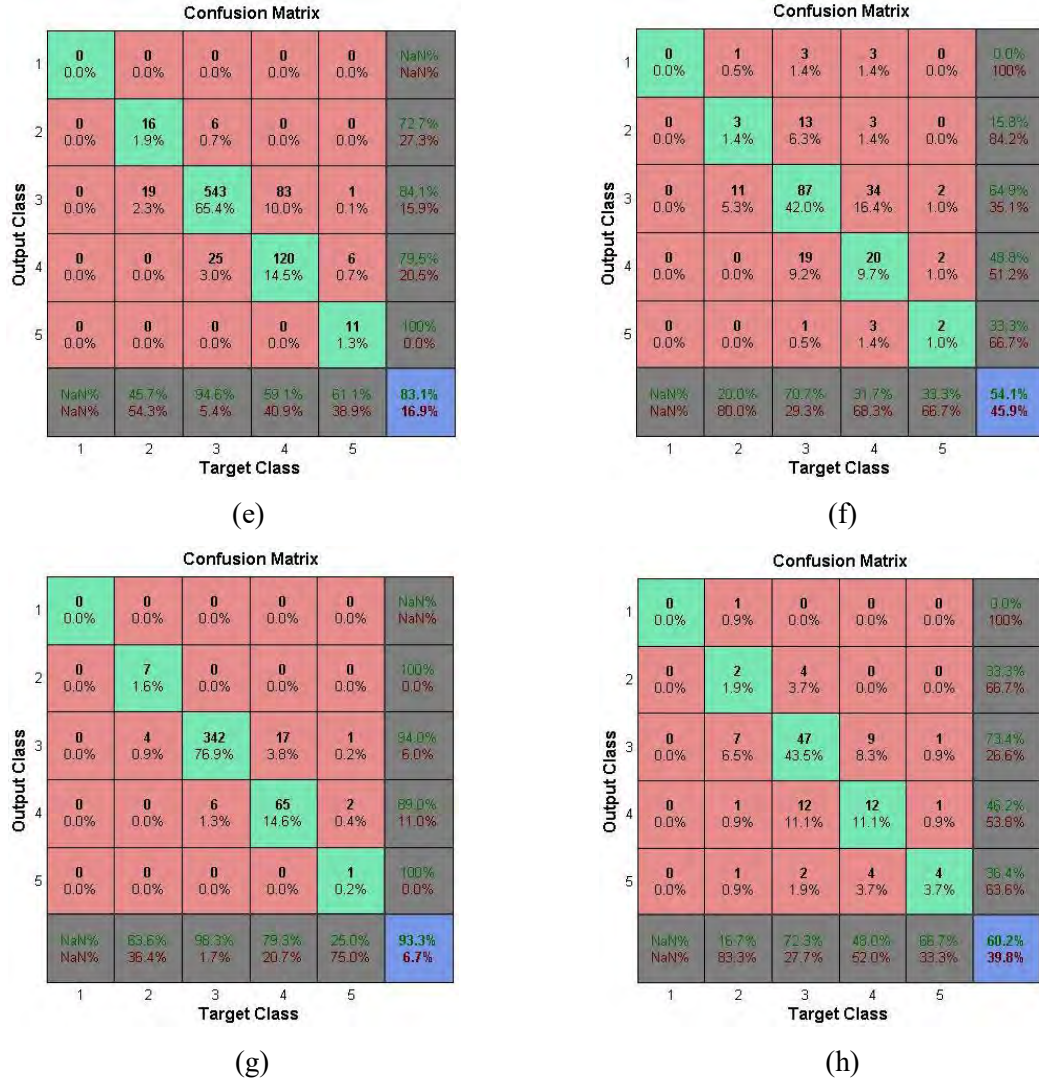 Confusion Matrix
1 0 0 0 0 0 NaN%
0.0% 0.0% 0.0% 0.0% 0.0% NaN%
2 0 16 6 0 0 72.7%
0.0% 1.9% 0.7% 0.0% 0.0% 27.3%
3 0 19 543 83 1 84.1%
0.0% 2.3% 65.4% 10.0% 0.1% 15.9%
4 0 0 25 120 6 79.5%
0.0% 0.0% 3.0% 14.5% 0.7% 20.5%
5 0 0 0 0 11 100%
0.0% 0.0% 0.0% 0.0% 1.3% 0.0%
NaN% 45.7% 94.6% 59.1% 61.1% 83.1%
NaN% 54.3% 5.4% 40.9% 38.9% 16.9%
1 2 3 4 5
Target Class
Output Class
(e)
Confusion Matrix
1 0 1 3 3 0 0.0%
0.0% 0.5% 1.4% 1.4% 0.0% 100%
2 0 3 13 3 0 15.8%
0.0% 1.4% 6.3% 1.4% 0.0% 84.2%
3 0 11 87 34 2 64.9%
0.0% 5.3% 42.0% 16.4% 1.0% 35.1%
4 0 0 19 20 2 48.8%
0.0% 0.0% 9.2% 9.7% 1.0% 51.2%
5 0 0 1 3 2 33.3%
0.0% 0.0% 0.5% 1.4% 1.0% 66.7%
NaN% 20.0% 70.7% 31.7% 33.3% 54.1%
NaN% 80.0% 29.3% 68.3% 66.7% 45.9%
1 2 3 4 5
Target Class
Output Class
(f)
Confusion Matrix
1 0 0 0 0 0 NaN%
0.0% 0.0% 0.0% 0.0% 0.0% NaN%
2 0 7 0 0 0 100%
0.0% 1.6% 0.0% 0.0% 0.0% 0.0%
3 0 4 342 17 1 94.0%
0.0% 0.9% 76.9% 3.8% 0.2% 6.0%
4 0 0 6 65 2 89.0%
0.0% 0.0% 1.3% 14.6% 0.4% 11.0%
5 0 0 0 0 1 100%
0.0% 0.0% 0.0% 0.0% 0.2% 0.0%
NaN% 63.6% 98.3% 79.3% 25.0% 93.3%
NaN% 36.4% 1.7% 20.7% 75.0% 6.7%
1 2 3 4 5
Target Class
Output Class
(g)
Confusion Matrix
1 0 1 0 0 0 0.0%
0.0% 0.9% 0.0% 0.0% 0.0% 100%
2 0 2 4 0 0 33.3%
0.0% 1.9% 3.7% 0.0% 0.0% 66.7%
3 0 7 47 9 1 73.4%
0.0% 6.5% 43.5% 8.3% 0.9% 26.6%
4 0 1 12 12 1 46.2%
0.0% 0.9% 11.1% 11.1% 0.9% 53.8%
5 0 1 2 4 4 36.4%
0.0% 0.9% 1.9% 3.7% 3.7% 63.6%
NaN% 16.7% 72.3% 48.0% 66.7% 60.2%
NaN% 83.3% 27.7% 52.0% 33.3% 39.8%
1 2 3 4 5
Target Class
Output Class
(h)